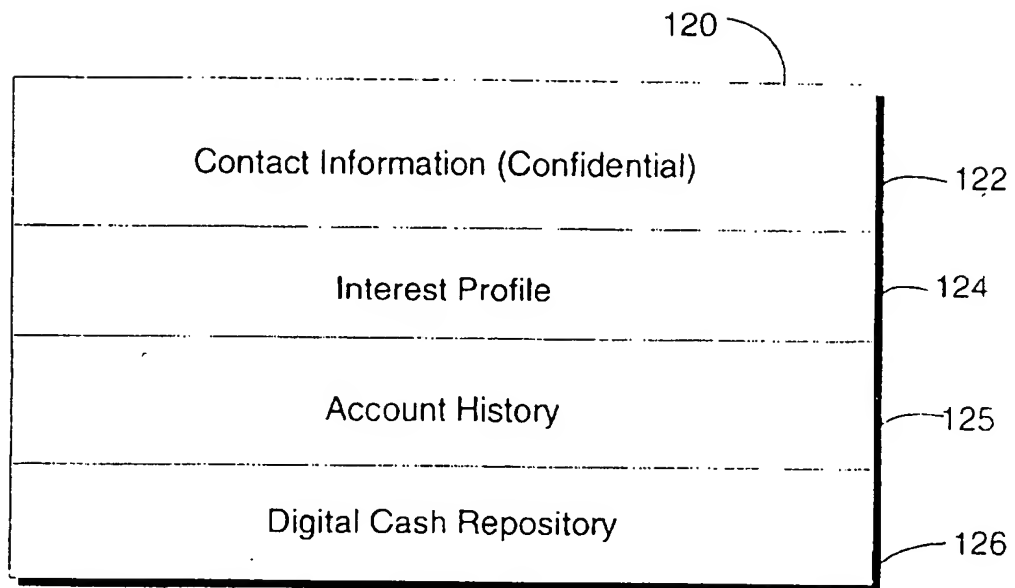 120
Contact Information (Confidential)
122
Interest Profile
124
Account History
125
Digital Cash Repository
126